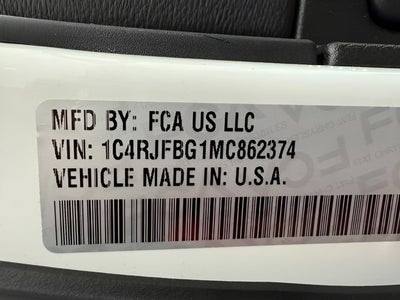 MFD BY: FCA US LLC
VIN: 1C4RJFBG1MC862374
VEHICLE MADE IN: U.S.A.